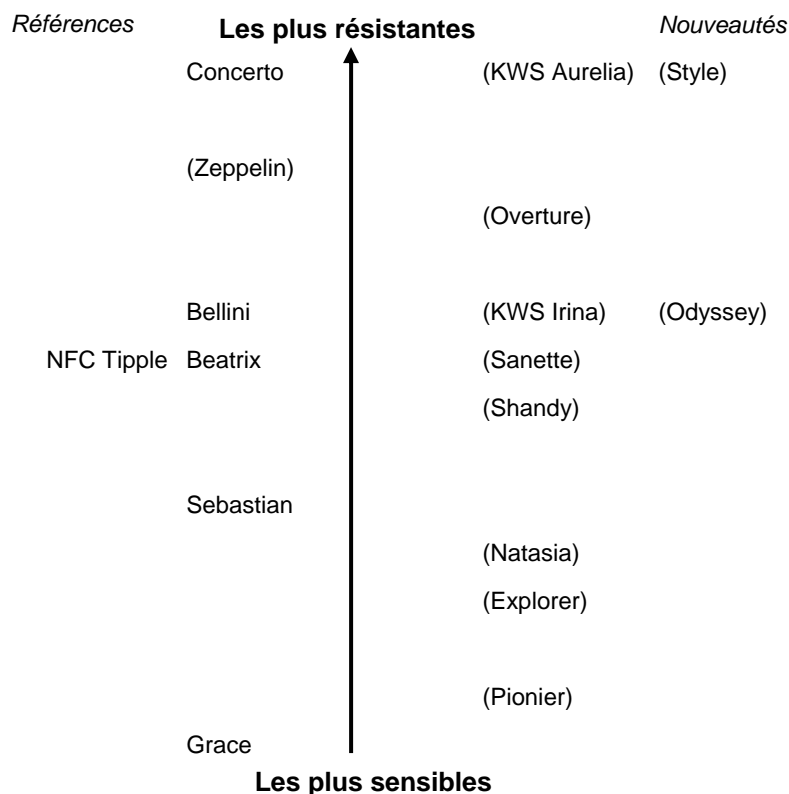 Références Les plus résistantes Nouveautés
Concerto (KWS Aurelia) (Style)
(Zeppelin)
(Overture)
Bellini (KWS Irina) (Odyssey)
NFC Tipple Beatrix (Sanette)
(Shandy)
Sebastian
(Natasia)
(Explorer)
(Pionier)
Grace
Les plus sensibles